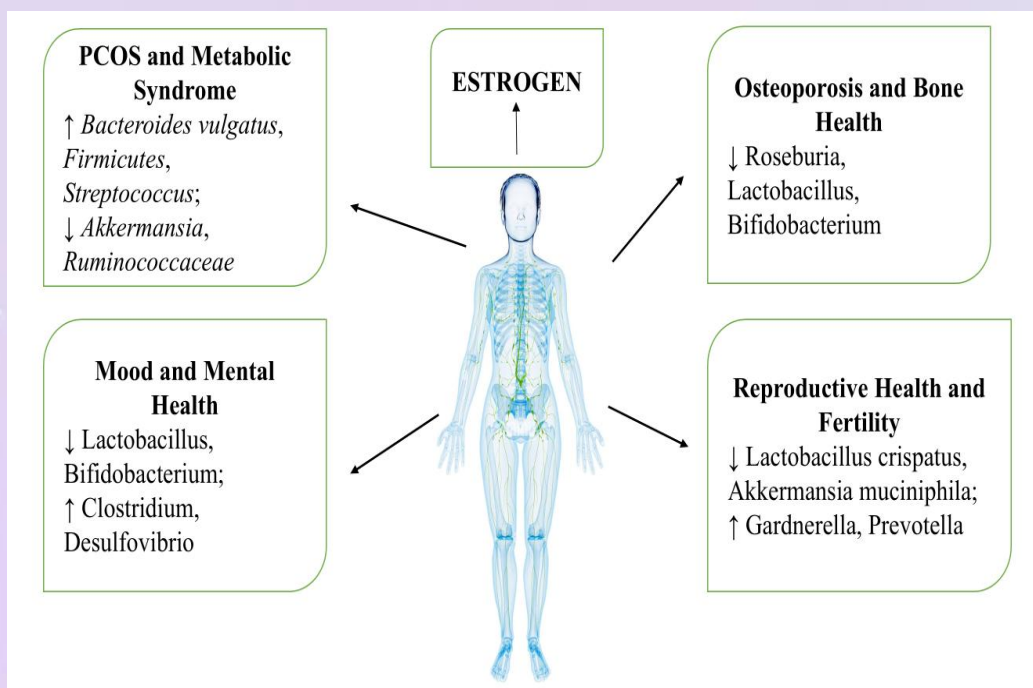 PCOS and Metabolic
Syndrome
↑ Bacteroides vulgatus,
Firmicutes,
Streptococcus;
↓ Akkermansia,
Ruminococcaceae
ESTROGEN
Osteoporosis and Bone
Health
↓ Roseburia,
Lactobacillus,
Bifidobacterium
Mood and Mental
Health
↓ Lactobacillus,
Bifidobacterium;
↑ Clostridium,
Desulfovibrio
Reproductive Health and
Fertility
↓ Lactobacillus crispatus,
Akkermansia muciniphila;
↑ Gardnerella, Prevotella